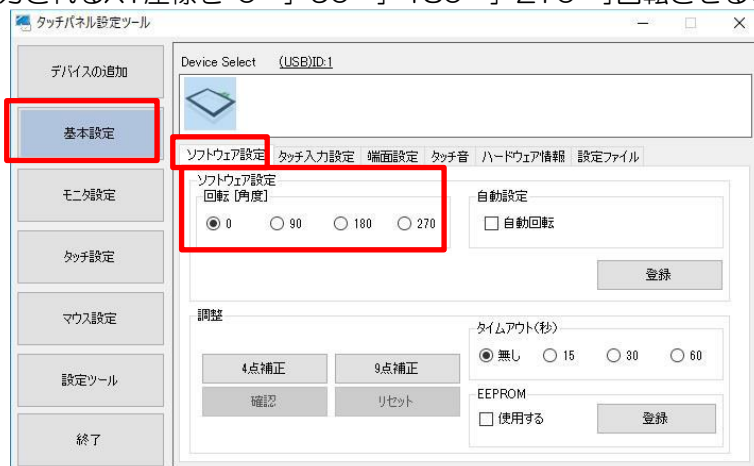 タッチパネル設定ツール
デバイスの追加
基本設定
モニタ設定
タッチ設定
マウス設定
設定ツール
終了
Device Select (USB)ID:1
ソフトウェア設定 タッチ入力設定 端面設定 タッチ音 ハードウェア情報 設定ファイル
ソフトウェア設定
回転 [角度]
0 90 180 270
自動設定
自動回転
登録
調整
4点補正 9点補正
確認 リセット
タイムアウト(秒)
無し 15 30 60
EEPROM
使用する 登録